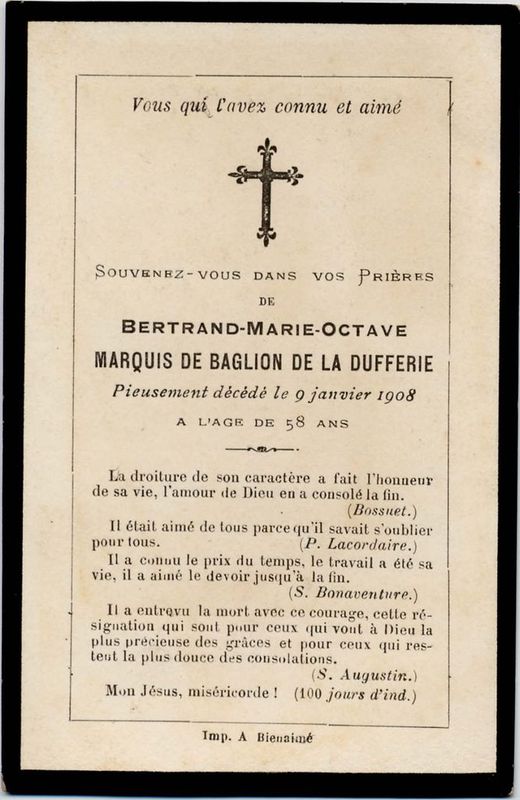 Vous qui l'avez connu et aimé
SOUVENEZ-VOUS DANS VOS PRIÈRES
DE
BERTRAND-MARIE-OCTAVE
MARQUIS DE BAGLION DE LA DUFFERIE
Pieusement décédé le 9 janvier 1908
A L'AGE DE 58 ANS
La droiture de son caractère a fait l'honneur
de sa vie, l'amour de Dieu en a consolé la fin.
(Bossuet.)
Il était aimé de tous parce qu'il savait s'oublier
pour tous. (P. Lacordaire.)
Il a connu le prix du temps, le travail a été sa
vie, il a aimé le devoir jusqu'à la fin.
(S. Bonaventure.)
Il a entrevu la mort avec ce courage, cette ré-
signation qui sont pour ceux qui vont à Dieu la
plus précieuse des grâces et pour ceux qui res-
tent la plus douce des consolations.
(S. Augustin.)
Mon Jésus, miséricorde ! (100 jours d'ind.)
Imp. A Bienaimé